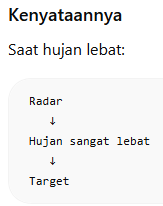 Kenyataannya
Saat hujan lebat:
Radar
↓
Hujan sangat lebat
↓
Target